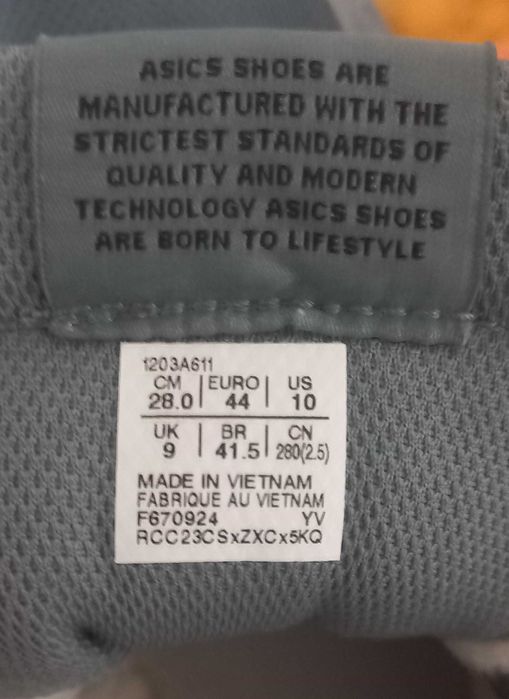 ASICS SHOES ARE
MANUFACTURED WITH THE
STRICTEST STANDARDS OF
QUALITY AND MODERN
TECHNOLOGY ASICS SHOES
ARE BORN TO LIFESTYLE
1203A611
CM | EURO | US
28.0 | 44 | 10
UK | BR | CN
9 | 41.5 | 280(2.5)
MADE IN VIETNAM
FABRIQUE AU VIETNAM
F670924 YV
RCC23CSxZXCx5KQ